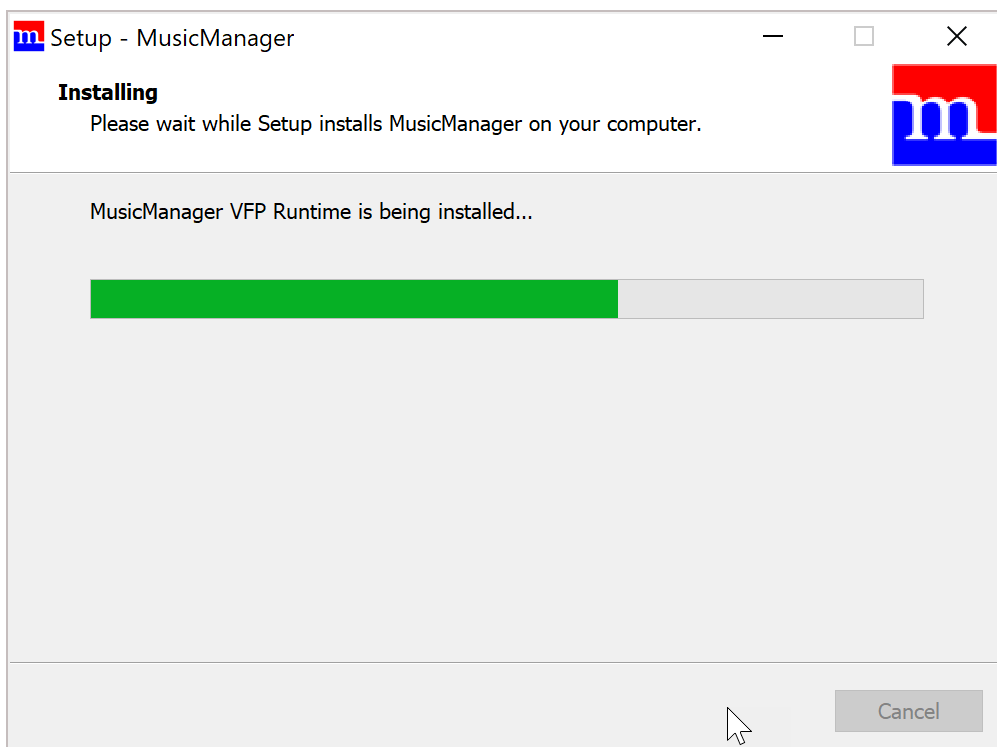 m Setup - MusicManager
Installing
Please wait while Setup installs MusicManager on your computer.
m
MusicManager VFP Runtime is being installed...
Cancel